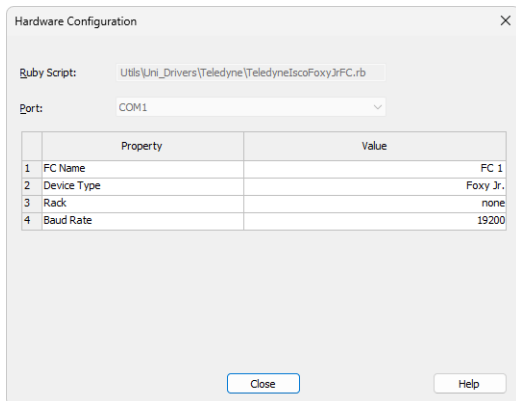 Hardware Configuration
Ruby Script: Utils\Uni_Drivers\Teledyne\TeledyneIscoFoxyJrFC.rb
Port: COM1
Property Value
1 FC Name FC 1
2 Device Type Foxy Jr.
3 Rack none
4 Baud Rate 19200
Close Help